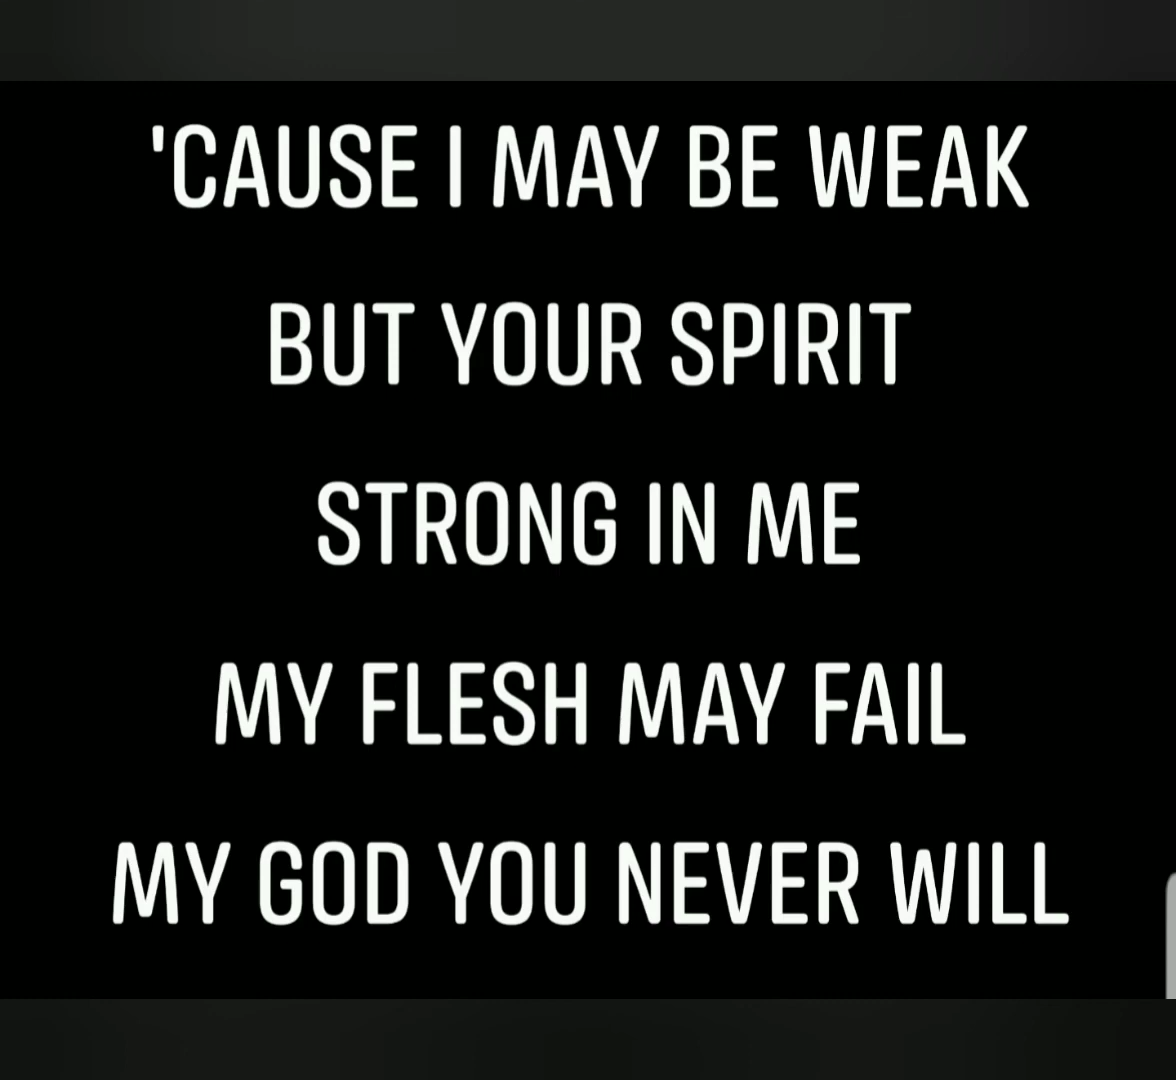 'CAUSE I MAY BE WEAK
BUT YOUR SPIRIT
STRONG IN ME
MY FLESH MAY FAIL
MY GOD YOU NEVER WILL